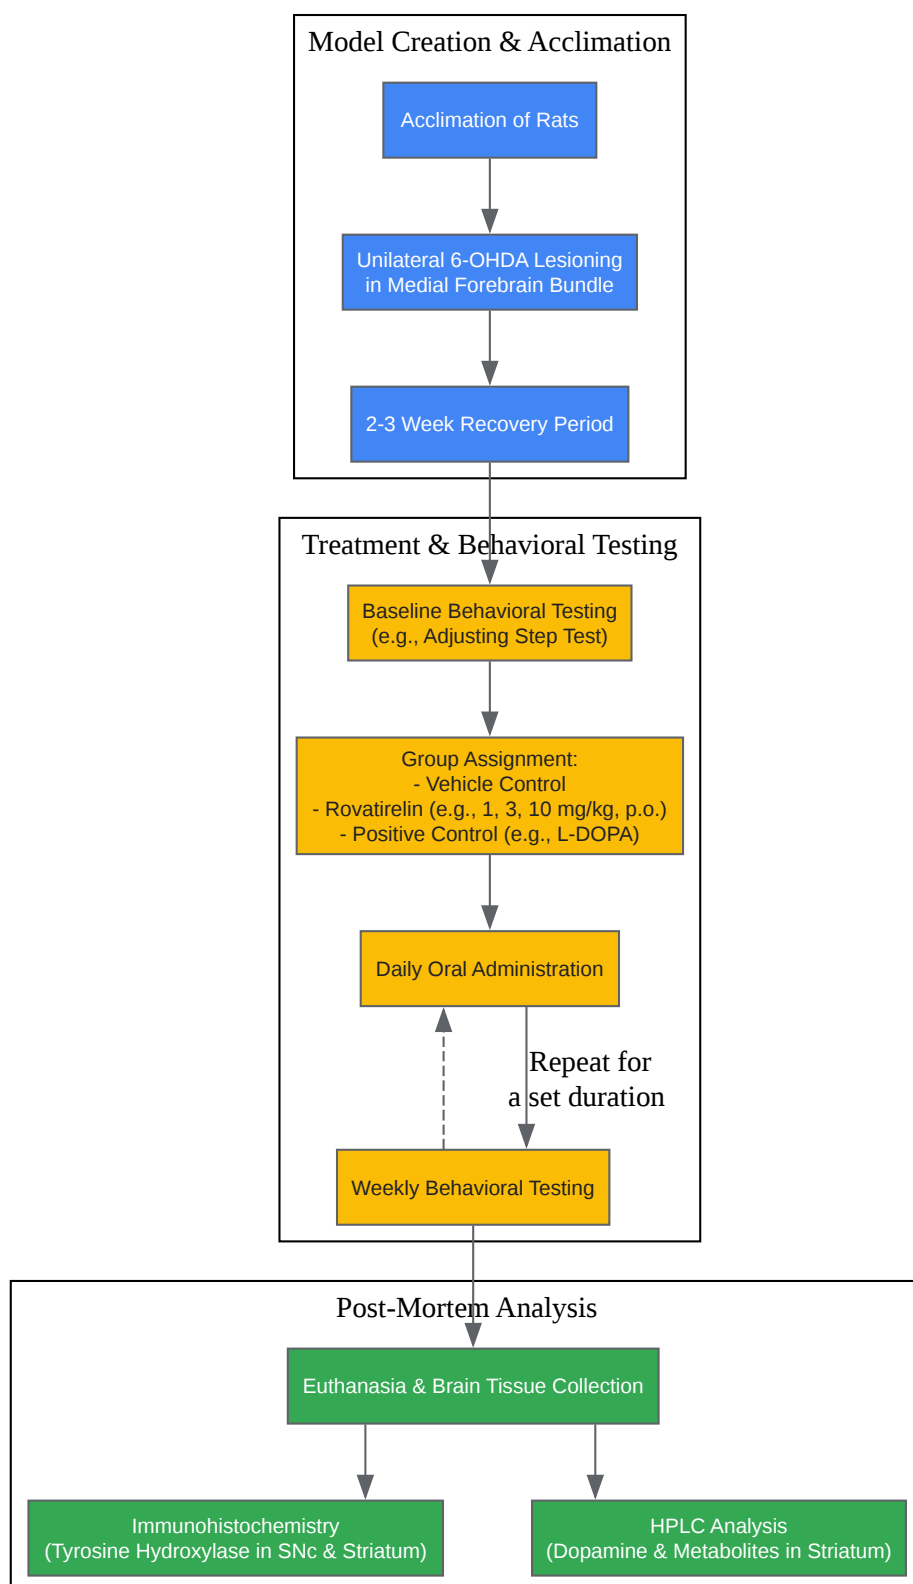 Model Creation & Acclimation
Acclimation of Rats
Unilateral 6-OHDA Lesioning
in Medial Forebrain Bundle
2-3 Week Recovery Period
Treatment & Behavioral Testing
Baseline Behavioral Testing
(e.g., Adjusting Step Test)
Group Assignment:
- Vehicle Control
- Rovatirelin (e.g., 1, 3, 10 mg/kg, p.o.)
- Positive Control (e.g., L-DOPA)
Daily Oral Administration
Repeat for
a set duration
Weekly Behavioral Testing
Post-Mortem Analysis
Euthanasia & Brain Tissue Collection
Immunohistochemistry
(Tyrosine Hydroxylase in SNc & Striatum)
HPLC Analysis
(Dopamine & Metabolites in Striatum)